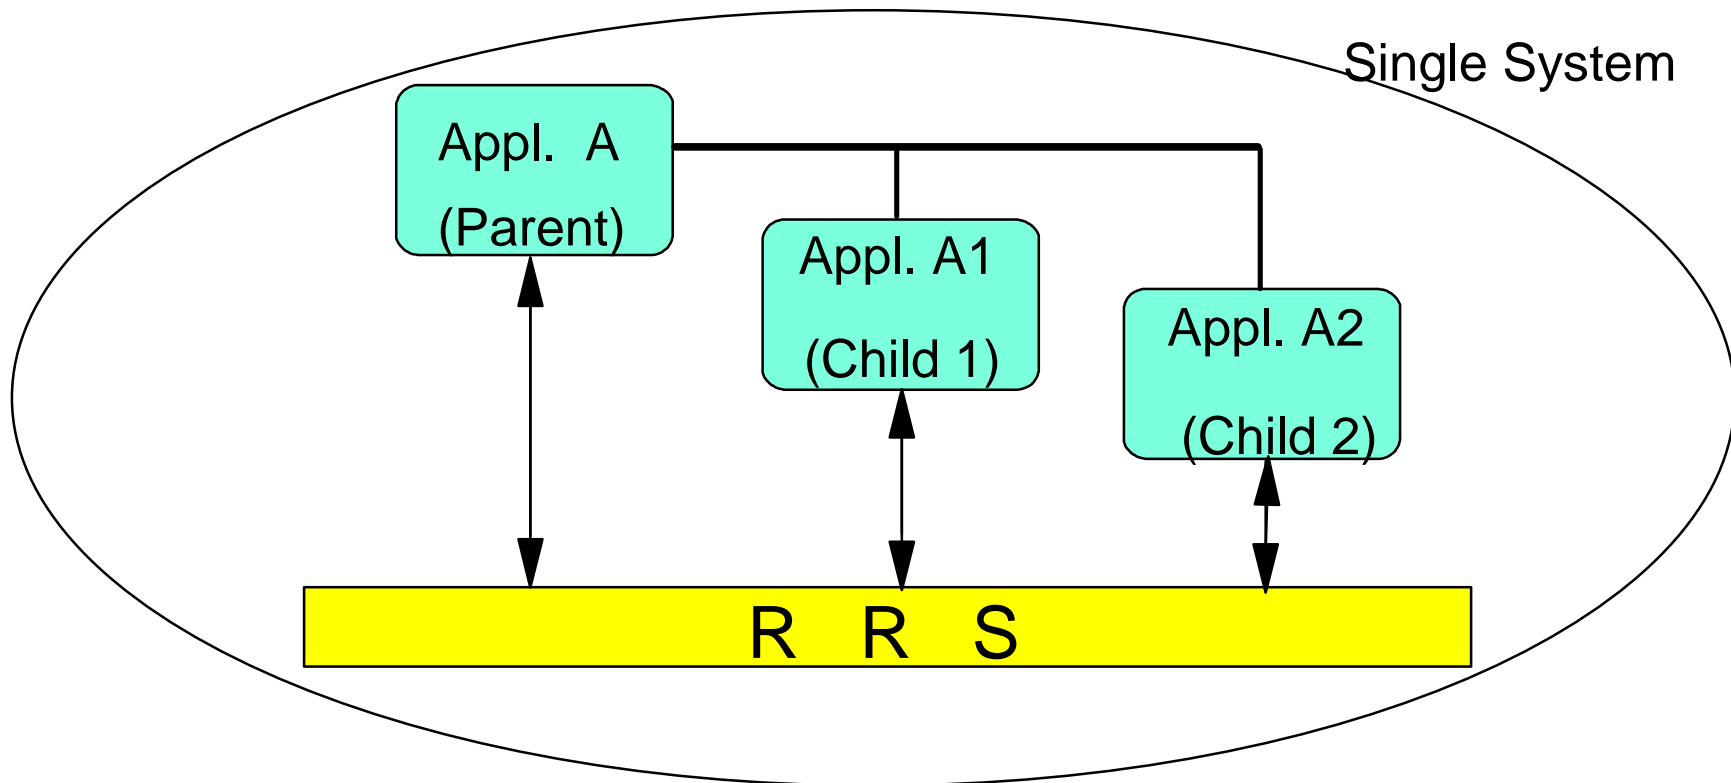 Single System
Appl. A
(Parent)
Appl. A1
(Child 1)
Appl. A2
(Child 2)
R R S